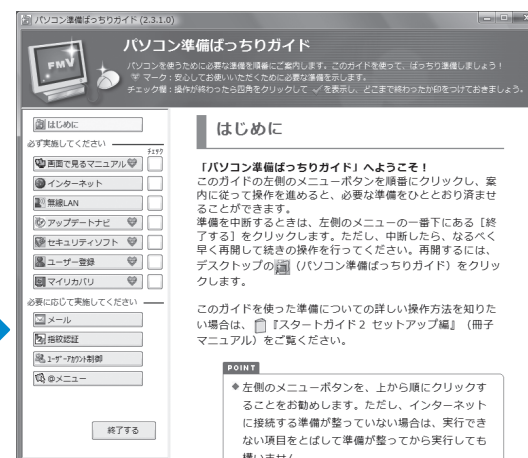 パソコン準備ばっちりガイド (2.3.1.0)
FMV
パソコン準備ばっちりガイド
パソコンを使うために必要な準備を順番にご案内します。このガイドを使って、ばっちり準備しましょう!
マーク:安心してお使いいただくために必要な準備を示します。
チェック欄:操作が終わったら四角をクリックして ✓を表示し、どこまで終わったか印をつけておきましょう。
はじめに
必ず実施してください
チェック
画面で見るマニュアル
インターネット
無線LAN
アップデートナビ
セキュリティソフト
ユーザー登録
マイリカバリ
必要に応じて実施してください
メール
指紋認証
ユーザーアカウント制御
@メニュー
終了する
はじめに
「パソコン準備ばっちりガイド」へようこそ!
このガイドの左側のメニューボタンを順番にクリックし、案
内に従って操作を進めると、必要な準備をひととおり済ませ
ることができます。
準備を中断するときは、左側のメニューの一番下にある[終
了する]をクリックします。ただし、中断したら、なるべく
早く再開して続きの操作を行ってください。再開するには、
デスクトップの (パソコン準備ばっちりガイド)をクリッ
クします。
このガイドを使った準備についての詳しい操作方法を知りた
い場合は、 『スタートガイド2 セットアップ編』(冊子
マニュアル)をご覧ください。
POINT
◆左側のメニューボタンを、上から順にクリックす
ることをお勧めします。ただし、インターネット
に接続する準備が整っていない場合は、実行でき
ない項目をとばして準備が整ってから実行しても
構いません